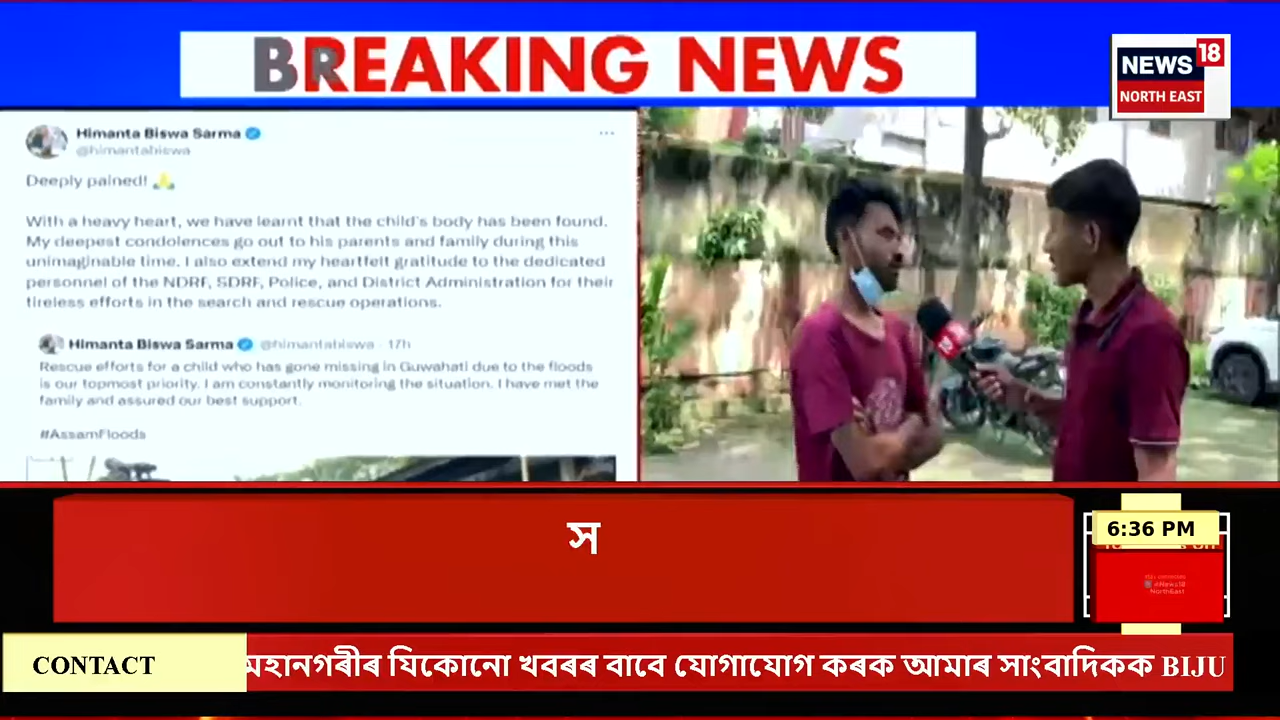 BREAKING NEWS
NEWS 18
NORTH EAST
Himanta Biswa Sarma
@himantabiswa
Deeply pained! 🙏
With a heavy heart, we have learnt that the child's body has been found.
My deepest condolences go out to his parents and family during this
unimaginable time. I also extend my heartfelt gratitude to the dedicated
personnel of the NDRF, SDRF, Police, and District Administration for their
tireless efforts in the search and rescue operations.
Himanta Biswa Sarma @himantabiswa · 17h
Rescue efforts for a child who has gone missing in Guwahati due to the floods
is our topmost priority. I am constantly monitoring the situation. I have met the
family and assured our best support.
#AssamFloods
18
স
6:36 PM
#News18
NorthEast
CONTACT
মহানগৰীৰ যিকোনো খবৰৰ বাবে যোগাযোগ কৰক আমাৰ সাংবাদিকক BIJU